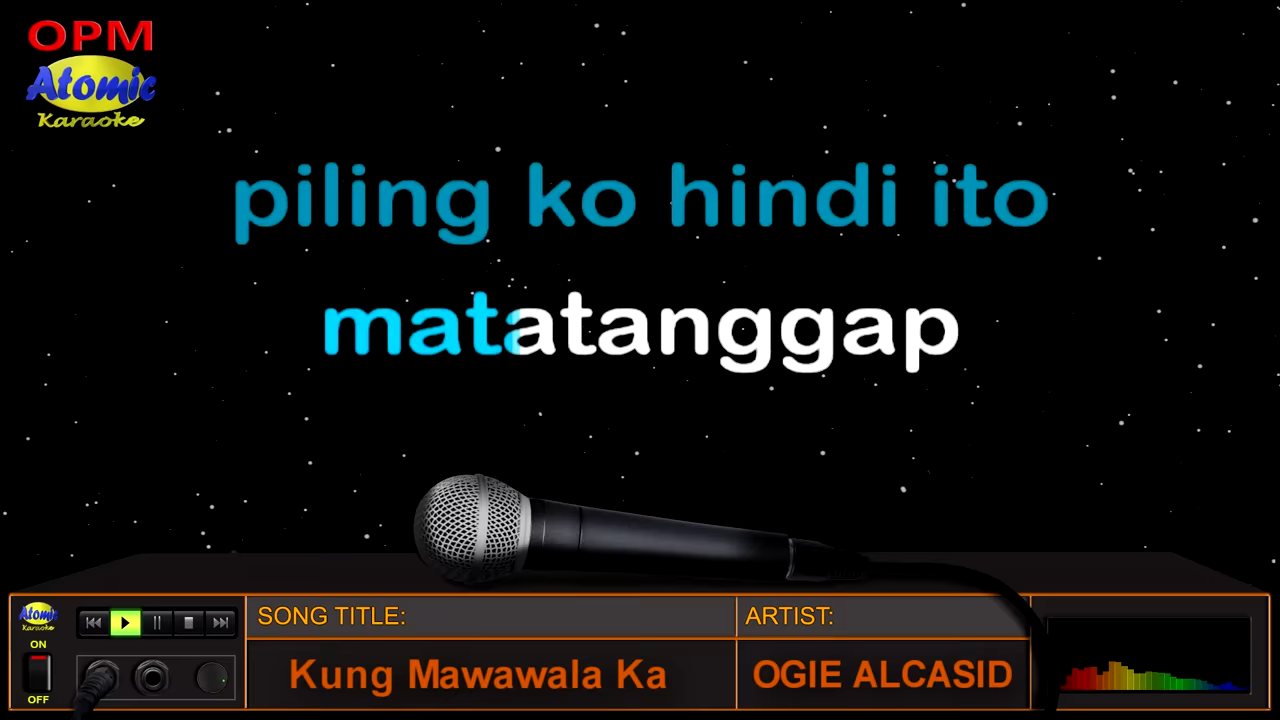 OPM
Atomic
Karaoke
piling ko hindi ito
matatanggap
Atomic
Karaoke
ON
OFF
SONG TITLE:
Kung Mawawala Ka
ARTIST:
OGIE ALCASID